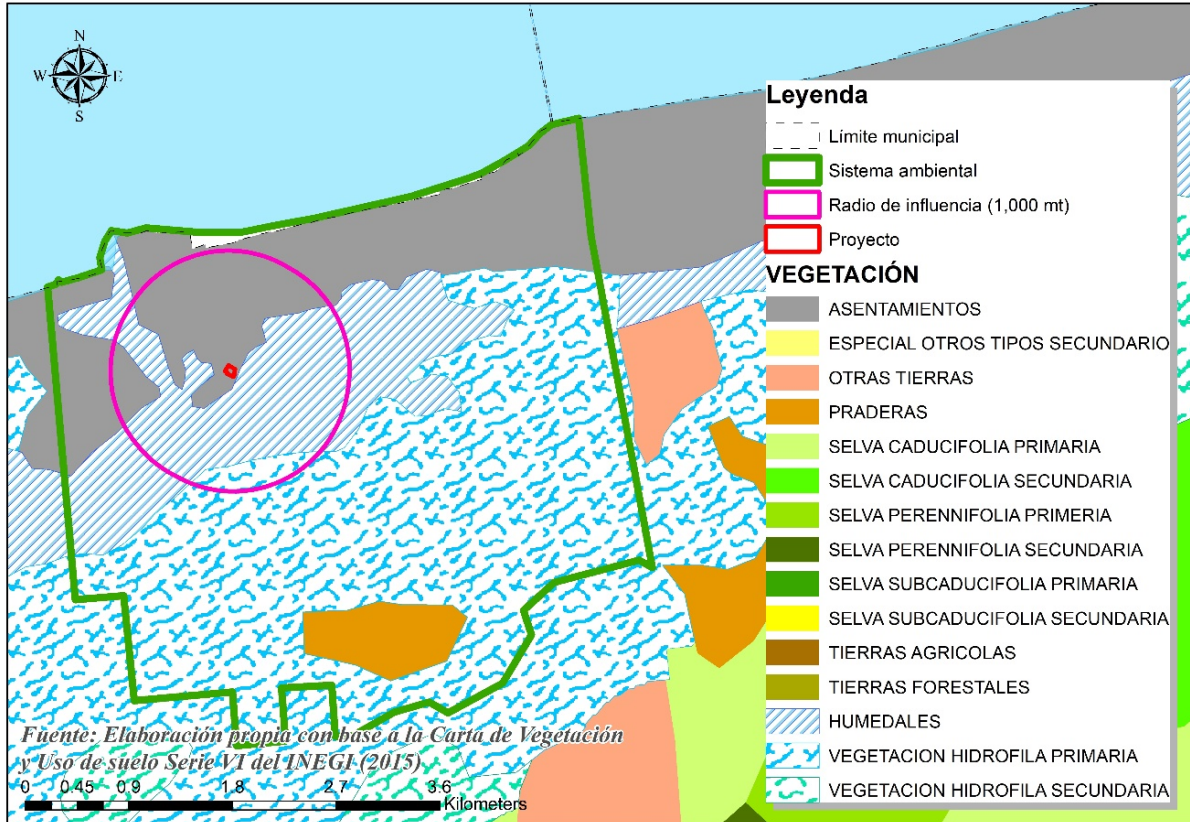 N
W E
S
Leyenda
Límite municipal
Sistema ambiental
Radio de influencia (1,000 mt)
Proyecto
VEGETACIÓN
ASENTAMIENTOS
ESPECIAL OTROS TIPOS SECUNDARIO
OTRAS TIERRAS
PRADERAS
SELVA CADUCIFOLIA PRIMARIA
SELVA CADUCIFOLIA SECUNDARIA
SELVA PERENNIFOLIA PRIMERIA
SELVA PERENNIFOLIA SECUNDARIA
SELVA SUBCADUCIFOLIA PRIMARIA
SELVA SUBCADUCIFOLIA SECUNDARIA
TIERRAS AGRICOLAS
TIERRAS FORESTALES
HUMEDALES
VEGETACION HIDROFILA PRIMARIA
VEGETACION HIDROFILA SECUNDARIA
Fuente: Elaboración propia con base a la Carta de Vegetación
y Uso de suelo Serie VI del INEGI (2015)
0 0.45 0.9 1.8 2.7 3.6
Kilometers